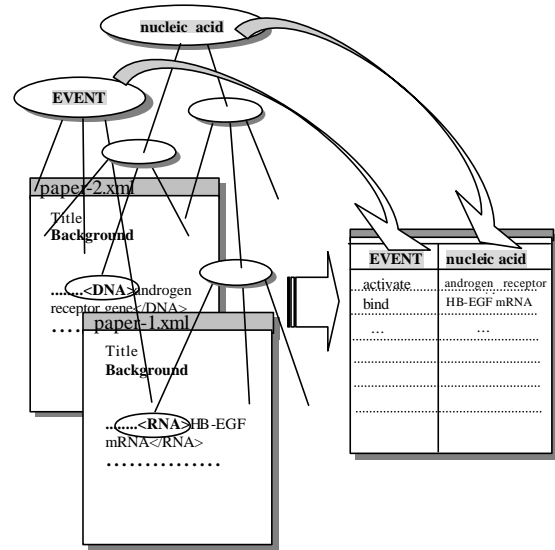 nucleic acid
EVENT
paper-2.xml
Title
Background
........<DNA>androgen
receptor gene</DNA>
....
paper-1.xml
Title
Background
........<RNA>HB-EGF
mRNA</RNA>
...............
EVENT nucleic acid
activate androgen receptor
bind HB-EGF mRNA
... ...